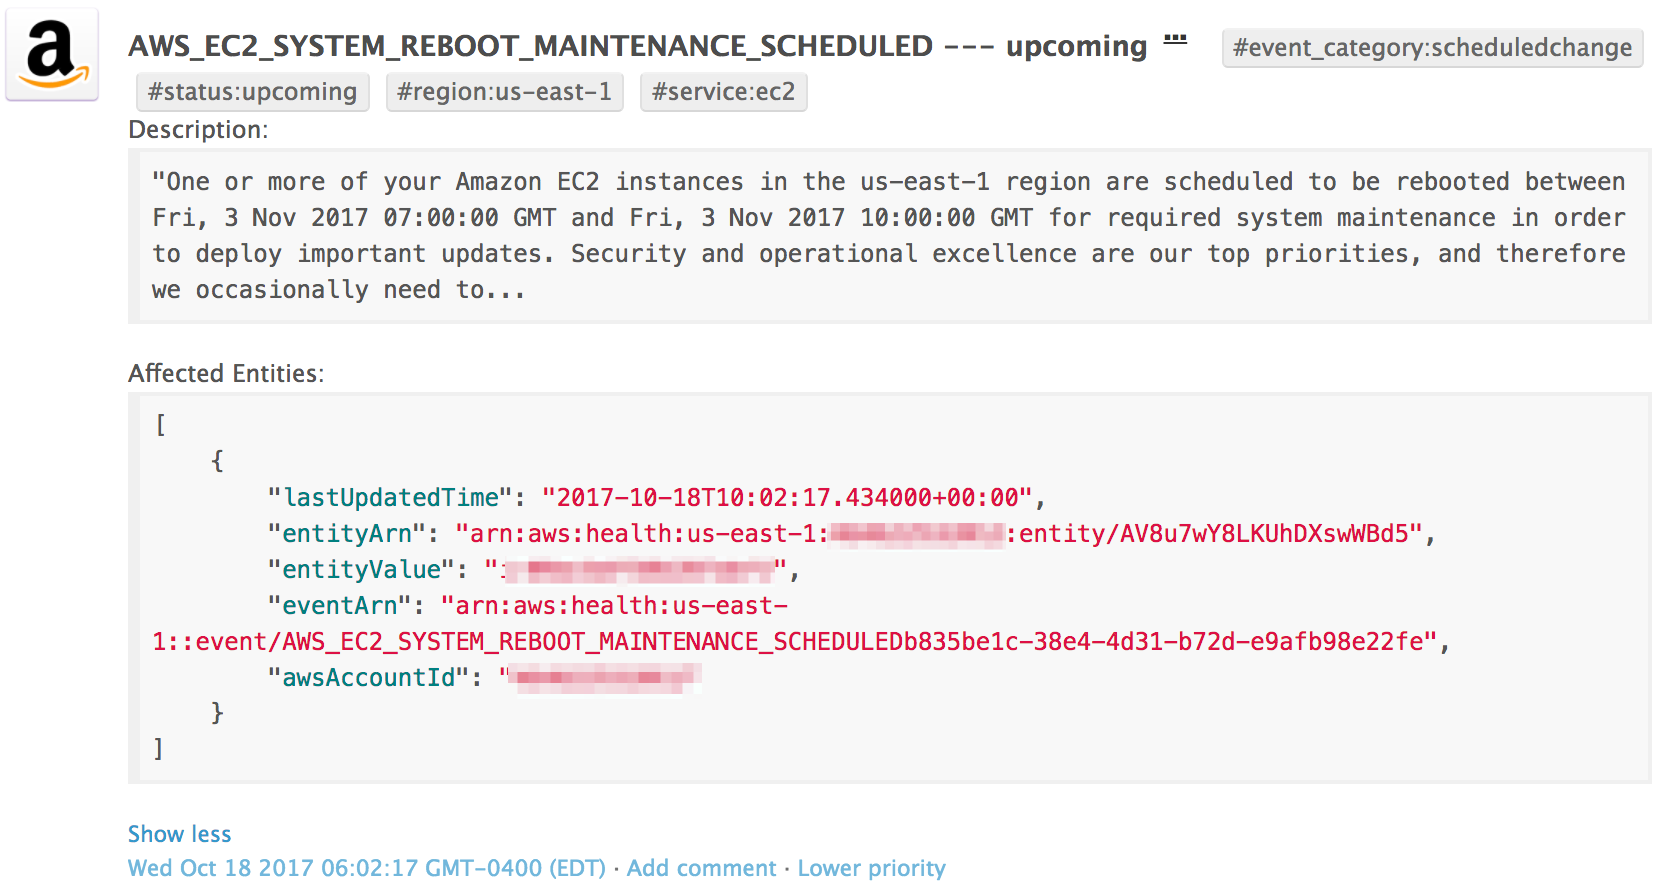 a
AWS_EC2_SYSTEM_REBOOT_MAINTENANCE_SCHEDULED --- upcoming ... #event_category:scheduledchange
#status:upcoming #region:us-east-1 #service:ec2
Description:
"One or more of your Amazon EC2 instances in the us-east-1 region are scheduled to be rebooted between
Fri, 3 Nov 2017 07:00:00 GMT and Fri, 3 Nov 2017 10:00:00 GMT for required system maintenance in order
to deploy important updates. Security and operational excellence are our top priorities, and therefore
we occasionally need to...
Affected Entities:
[
{
"lastUpdatedTime": "2017-10-18T10:02:17.434000+00:00",
"entityArn": "arn:aws:health:us-east-1: :entity/AV8u7wY8LKUhDXswWBd5",
"entityValue": " ",
"eventArn": "arn:aws:health:us-east-
1::event/AWS_EC2_SYSTEM_REBOOT_MAINTENANCE_SCHEDULEDb835be1c-38e4-4d31-b72d-e9afb98e22fe",
"awsAccountId": "
}
]
Show less
Wed Oct 18 2017 06:02:17 GMT-0400 (EDT) · Add comment · Lower priority